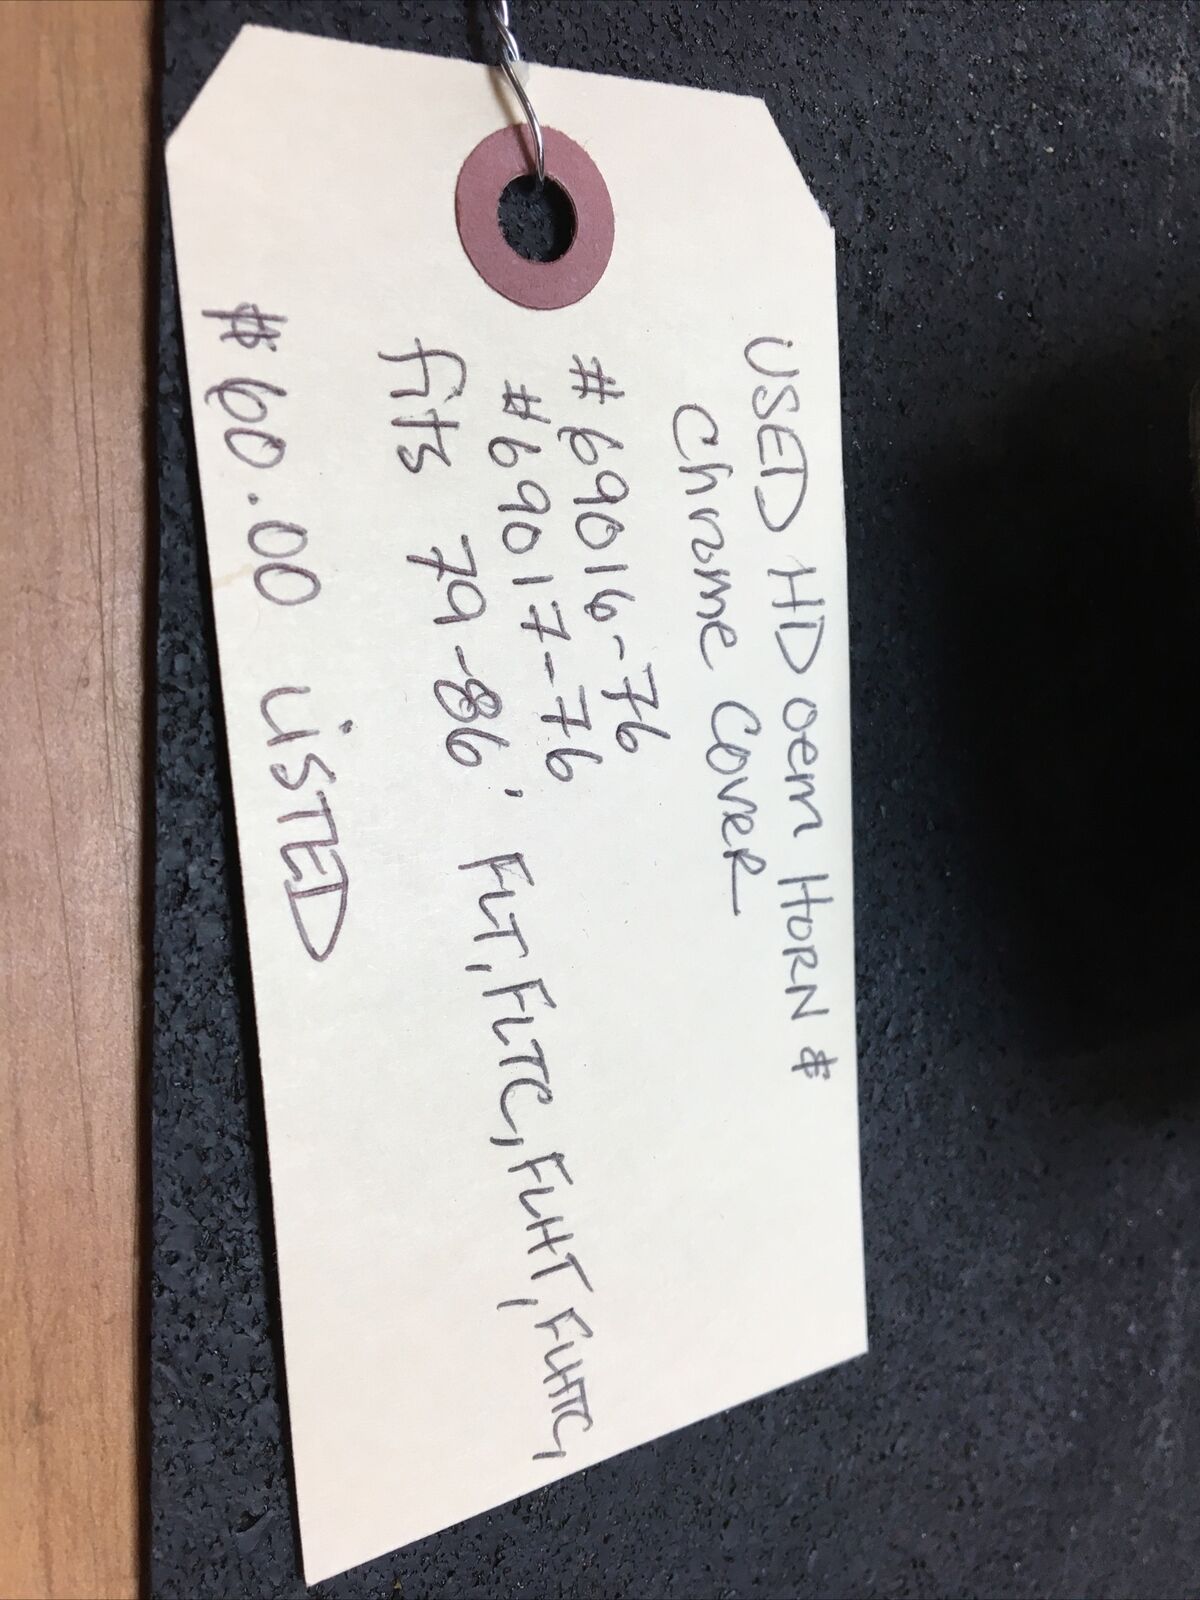 USED HD oem HORN &
Chrome Cover
#69016-76
#69017-76
fits 79-86', FLT, FLTC, FLHT, FLHTC,
$60.00 LiSTED